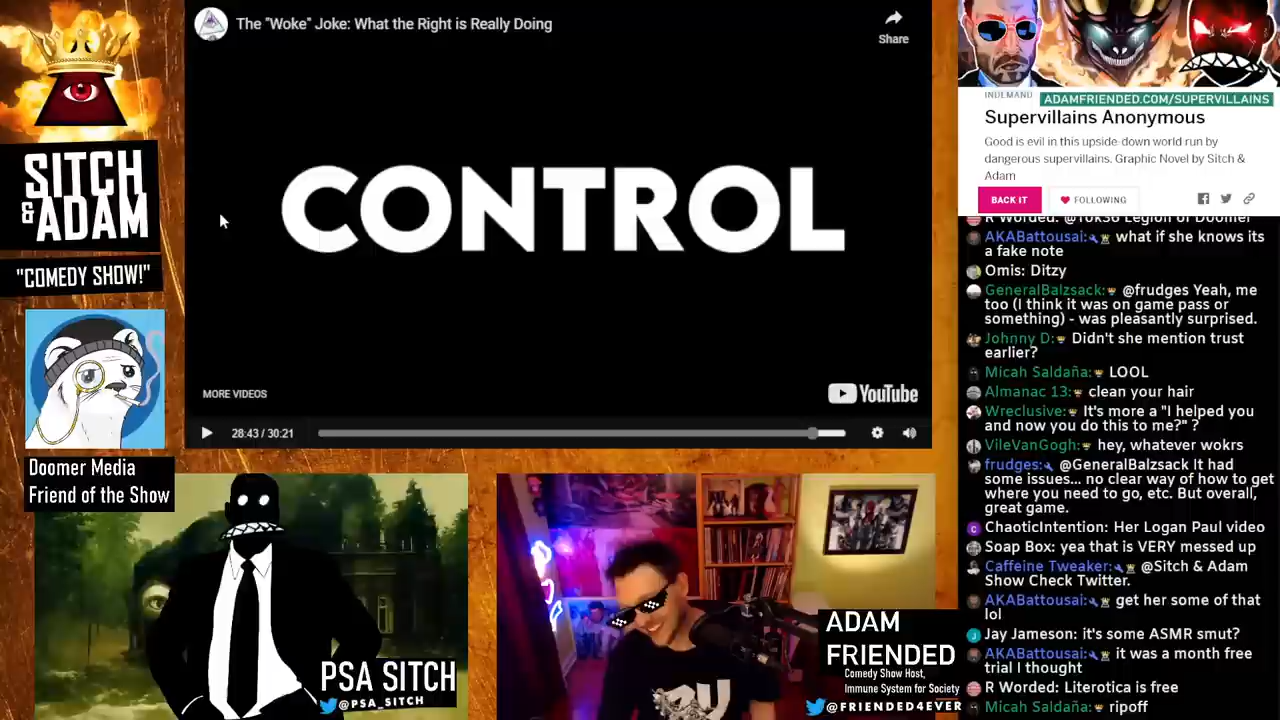 The "Woke" Joke: What the Right is Really Doing
Share
CONTROL
MORE VIDEOS
YouTube
28:43 / 30:21
SITCH
& ADAM
"COMEDY SHOW!"
Doomer Media
Friend of the Show
PSA SITCH
@PSA_SITCH
ADAM
FRIENDED
Comedy Show Host,
Immune System for Society
@FRIENDED4EVER
INDEMAND
ADAMFRIENDED.COM/SUPERVILLAINS
Supervillains Anonymous
Good is evil in this upside-down world run by
dangerous supervillains. Graphic Novel by Sitch &
Adam
BACK IT
FOLLOWING
R Worded: @Tok56 Legion of Doomer
AKABattousai: what if she knows its
a fake note
Omis: Ditzy
GeneralBalzsack: @frudges Yeah, me
too (I think it was on game pass or
something) - was pleasantly surprised.
Johnny D: Didn't she mention trust
earlier?
Micah Saldaña: LOOL
Almanac 13: clean your hair
Wreclusive: It's more a "I helped you
and now you do this to me?" ?
VileVanGogh: hey, whatever wokrs
frudges: @GeneralBalzsack It had
some issues... no clear way of how to get
where you need to go, etc. But overall,
great game.
C
ChaoticIntention: Her Logan Paul video
Soap Box: yea that is VERY messed up
Caffeine Tweaker: @Sitch & Adam
Show Check Twitter.
AKABattousai: get her some of that
lol
J
Jay Jameson: it's some ASMR smut?
AKABattousai: it was a month free
trial I thought
R Worded: Literotica is free
Micah Saldaña: ripoff